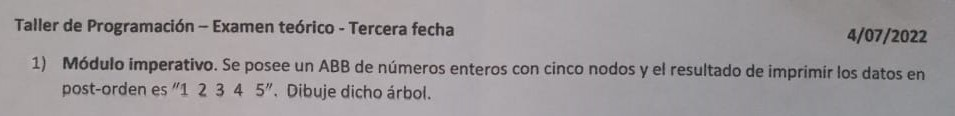 Taller de Programación – Examen teórico - Tercera fecha
4/07/2022
1) Módulo imperativo. Se posee un ABB de números enteros con cinco nodos y el resultado de imprimir los datos en
post-orden es "1 2 3 4 5". Dibuje dicho árbol.